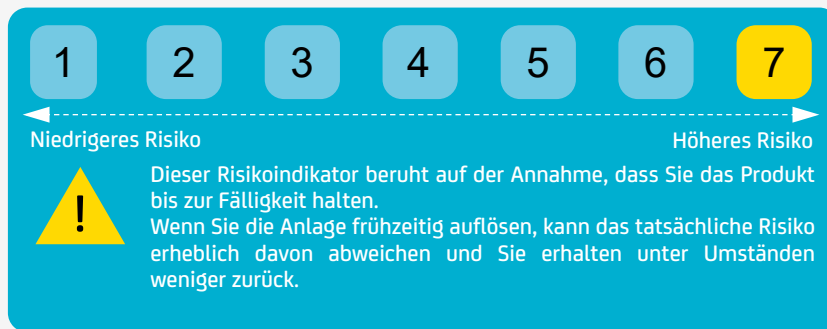 1 2 3 4 5 6 7
Niedrigeres Risiko Höheres Risiko
!
Dieser Risikoindikator beruht auf der Annahme, dass Sie das Produkt
bis zur Fälligkeit halten.
Wenn Sie die Anlage frühzeitig auflösen, kann das tatsächliche Risiko
erheblich davon abweichen und Sie erhalten unter Umständen
weniger zurück.